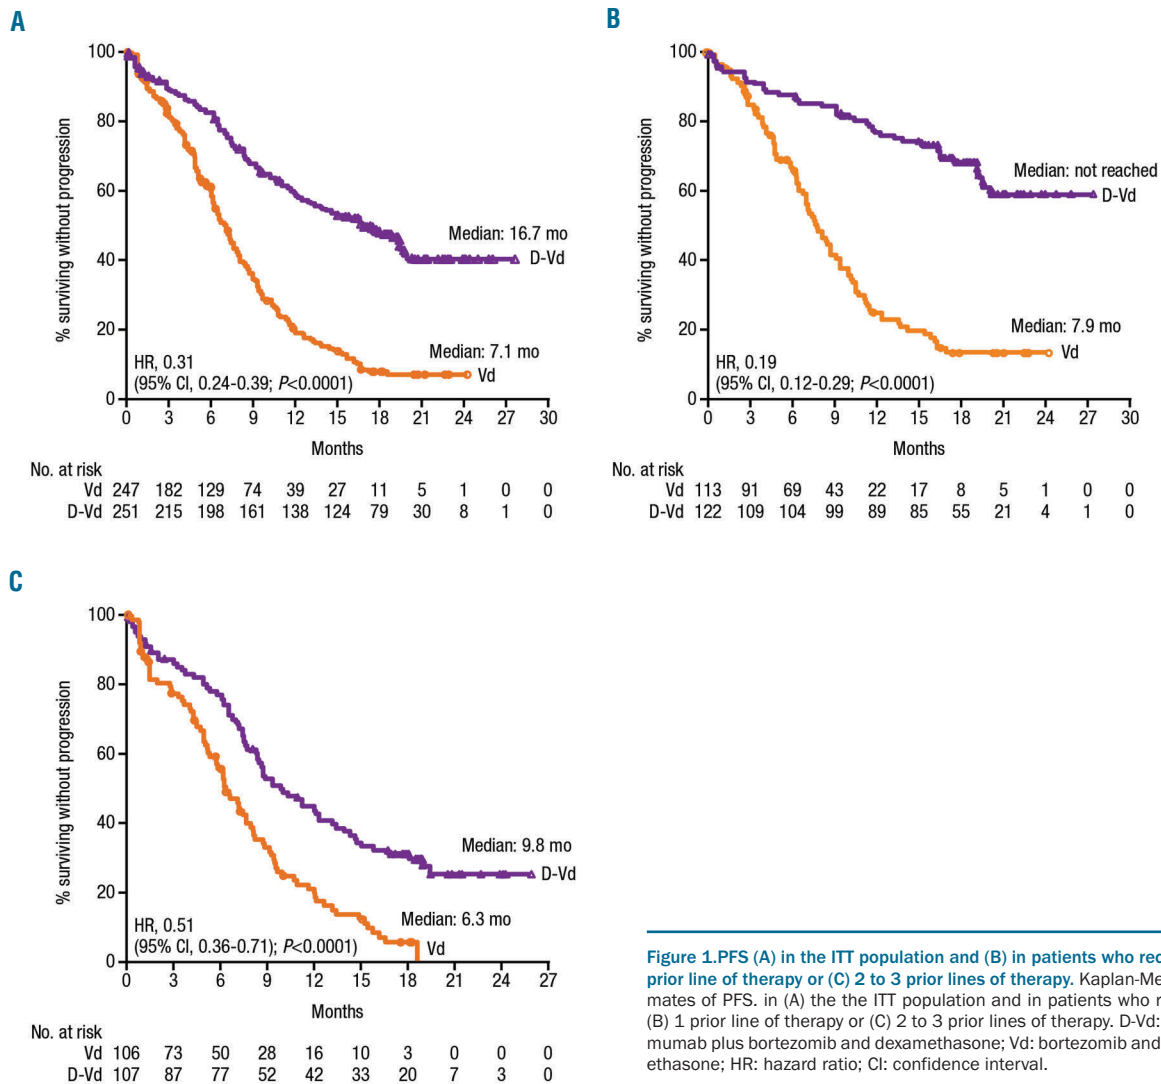 A
100
80
60
40
20
0
% surviving without progression
Median: 16.7 mo
D-Vd
Median: 7.1 mo
Vd
HR, 0.31
(95% CI, 0.24-0.39; P<0.0001)
0 3 6 9 12 15 18 21 24 27 30
Months
No. at risk
Vd 247 182 129 74 39 27 11 5 1 0 0
D-Vd 251 215 198 161 138 124 79 30 8 1 0
B
100
80
60
40
20
0
% surviving without progression
Median: not reached
D-Vd
Median: 7.9 mo
Vd
HR, 0.19
(95% CI, 0.12-0.29; P<0.0001)
0 3 6 9 12 15 18 21 24 27 30
Months
No. at risk
Vd 113 91 69 43 22 17 8 5 1 0 0
D-Vd 122 109 104 99 89 85 55 21 4 1 0
C
100
80
60
40
20
0
% surviving without progression
Median: 9.8 mo
D-Vd
Median: 6.3 mo
Vd
HR, 0.51
(95% CI, 0.36-0.71); P<0.0001)
0 3 6 9 12 15 18 21 24 27
Months
No. at risk
Vd 106 73 50 28 16 10 3 0 0 0
D-Vd 107 87 77 52 42 33 20 7 3 0
Figure 1.PFS (A) in the ITT population and (B) in patients who rec
prior line of therapy or (C) 2 to 3 prior lines of therapy. Kaplan-Me
mates of PFS. in (A) the the ITT population and in patients who r
(B) 1 prior line of therapy or (C) 2 to 3 prior lines of therapy. D-Vd:
mumab plus bortezomib and dexamethasone; Vd: bortezomib and
ethasone; HR: hazard ratio; CI: confidence interval.